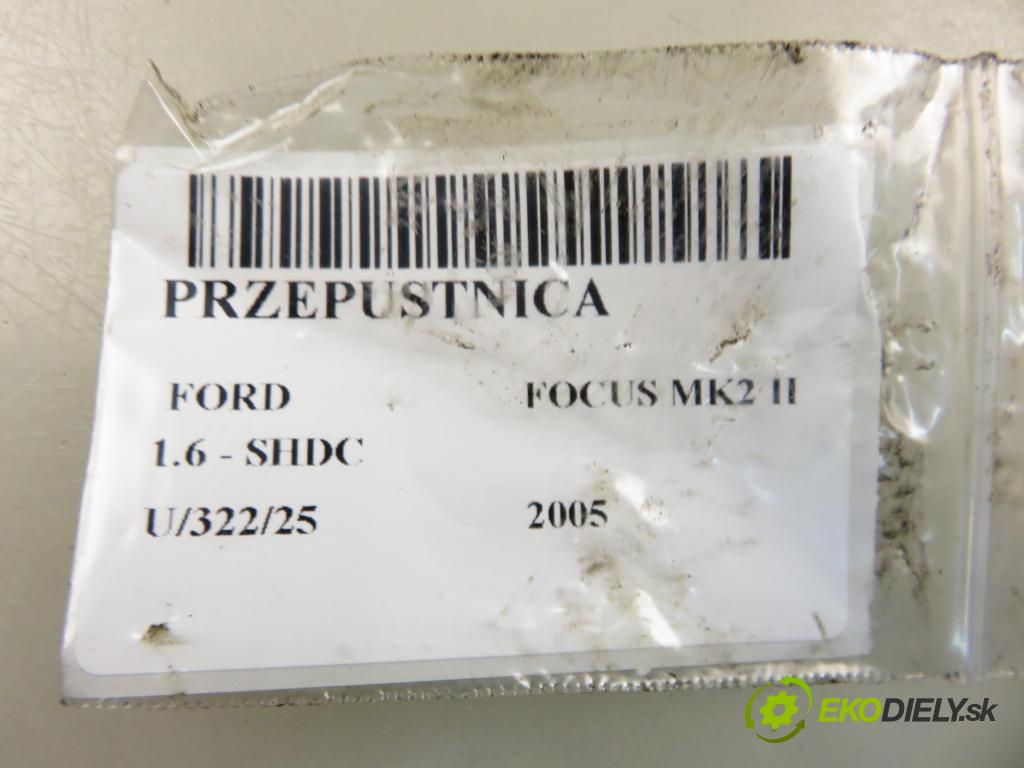 PRZEPUSTNICA
FORD FOCUS MK2 II
1.6 - SHDC
U/322/25 2005
EKODIELY.sk